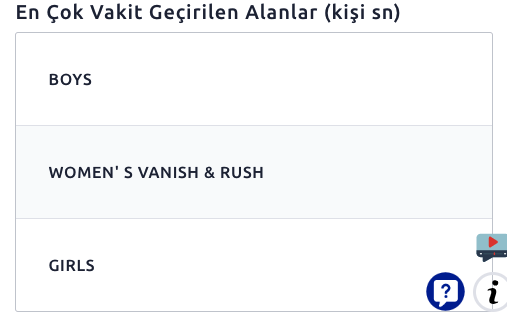 En Çok Vakit Geçirilen Alanlar (kişi sn)
BOYS
WOMEN' S VANISH & RUSH
GIRLS
?
i